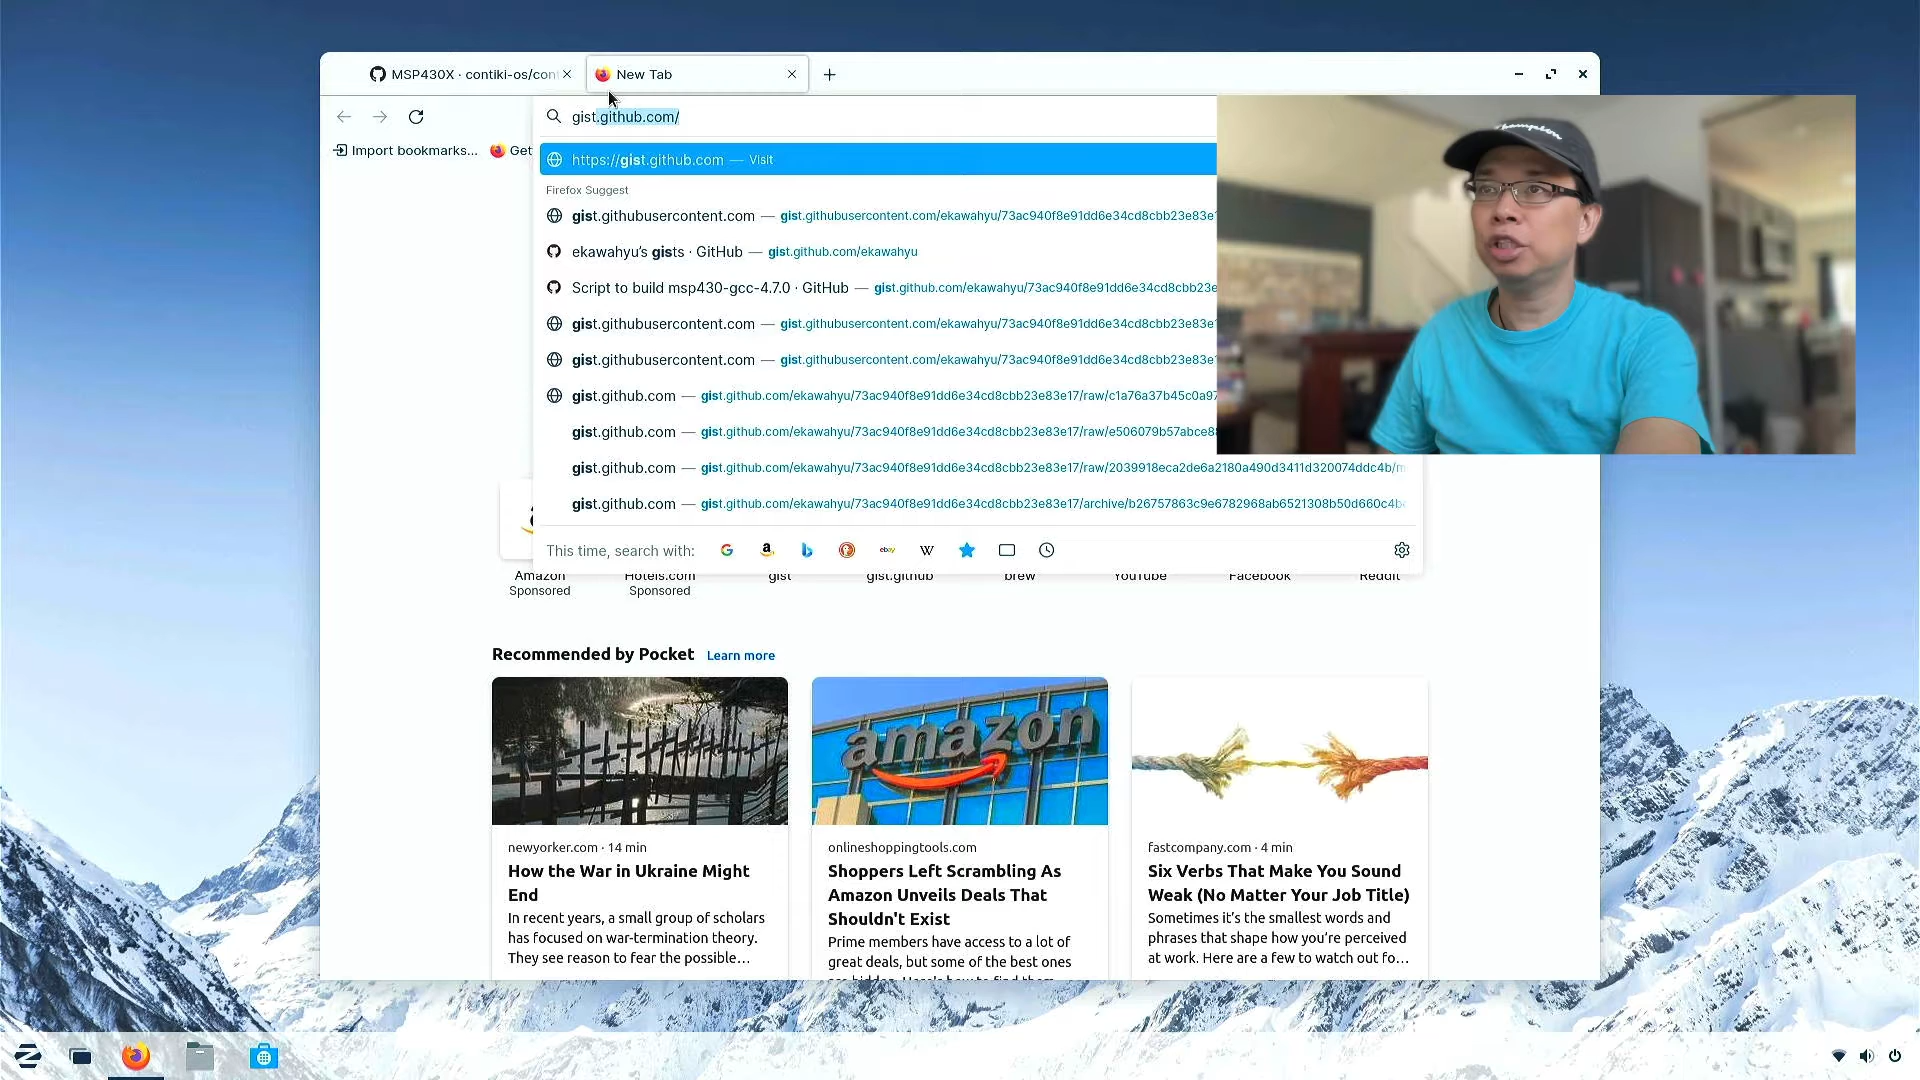 MSP430X · contiki-os/con
New Tab
gist.github.com/
Import bookmarks...
Get
https://gist.github.com — Visit
Firefox Suggest
gist.githubusercontent.com — gist.githubusercontent.com/ekawahyu/73ac940f8e91dd6e34cd8cbb23e83e1
ekawahyu's gists · GitHub — gist.github.com/ekawahyu
Script to build msp430-gcc-4.7.0 · GitHub — gist.github.com/ekawahyu/73ac940f8e91dd6e34cd8cbb23e
gist.githubusercontent.com — gist.githubusercontent.com/ekawahyu/73ac940f8e91dd6e34cd8cbb23e83e1
gist.githubusercontent.com — gist.githubusercontent.com/ekawahyu/73ac940f8e91dd6e34cd8cbb23e83e1
gist.github.com — gist.github.com/ekawahyu/73ac940f8e91dd6e34cd8cbb23e83e17/raw/c1a76a37b45c0a97
gist.github.com — gist.github.com/ekawahyu/73ac940f8e91dd6e34cd8cbb23e83e17/raw/e506079b57abce8
gist.github.com — gist.github.com/ekawahyu/73ac940f8e91dd6e34cd8cbb23e83e17/raw/2039918eca2de6a2180a490d3411d320074ddc4b/m
gist.github.com — gist.github.com/ekawahyu/73ac940f8e91dd6e34cd8cbb23e83e17/archive/b26757863c9e6782968ab6521308b50d660c4b
This time, search with:
ebay
W
Amazon
Sponsored
Hotels.com
Sponsored
gist
gist.github
brew
YouTube
Facebook
Reddit
Champion
Recommended by Pocket Learn more
amazon
newyorker.com · 14 min
How the War in Ukraine Might
End
In recent years, a small group of scholars
has focused on war-termination theory.
They see reason to fear the possible...
onlineshoppingtools.com
Shoppers Left Scrambling As
Amazon Unveils Deals That
Shouldn't Exist
Prime members have access to a lot of
great deals, but some of the best ones
fastcompany.com · 4 min
Six Verbs That Make You Sound
Weak (No Matter Your Job Title)
Sometimes it's the smallest words and
phrases that shape how you're perceived
at work. Here are a few to watch out fo...